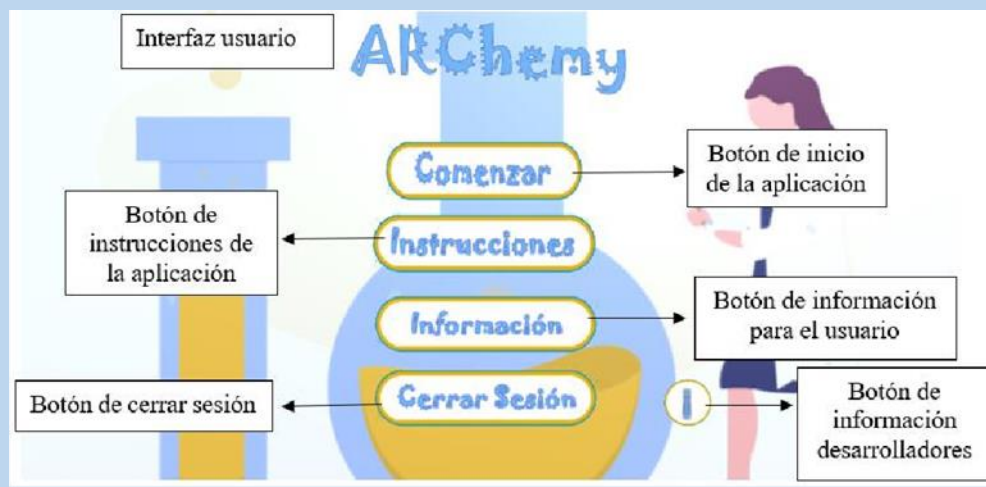 Interfaz usuario
ARChemy
Comenzar
Botón de inicio
de la aplicación
Botón de
instrucciones de
la aplicación
Instrucciones
Información
Botón de información
para el usuario
Botón de cerrar sesión
Cerrar Sesión
I
Botón de
información
desarrolladores